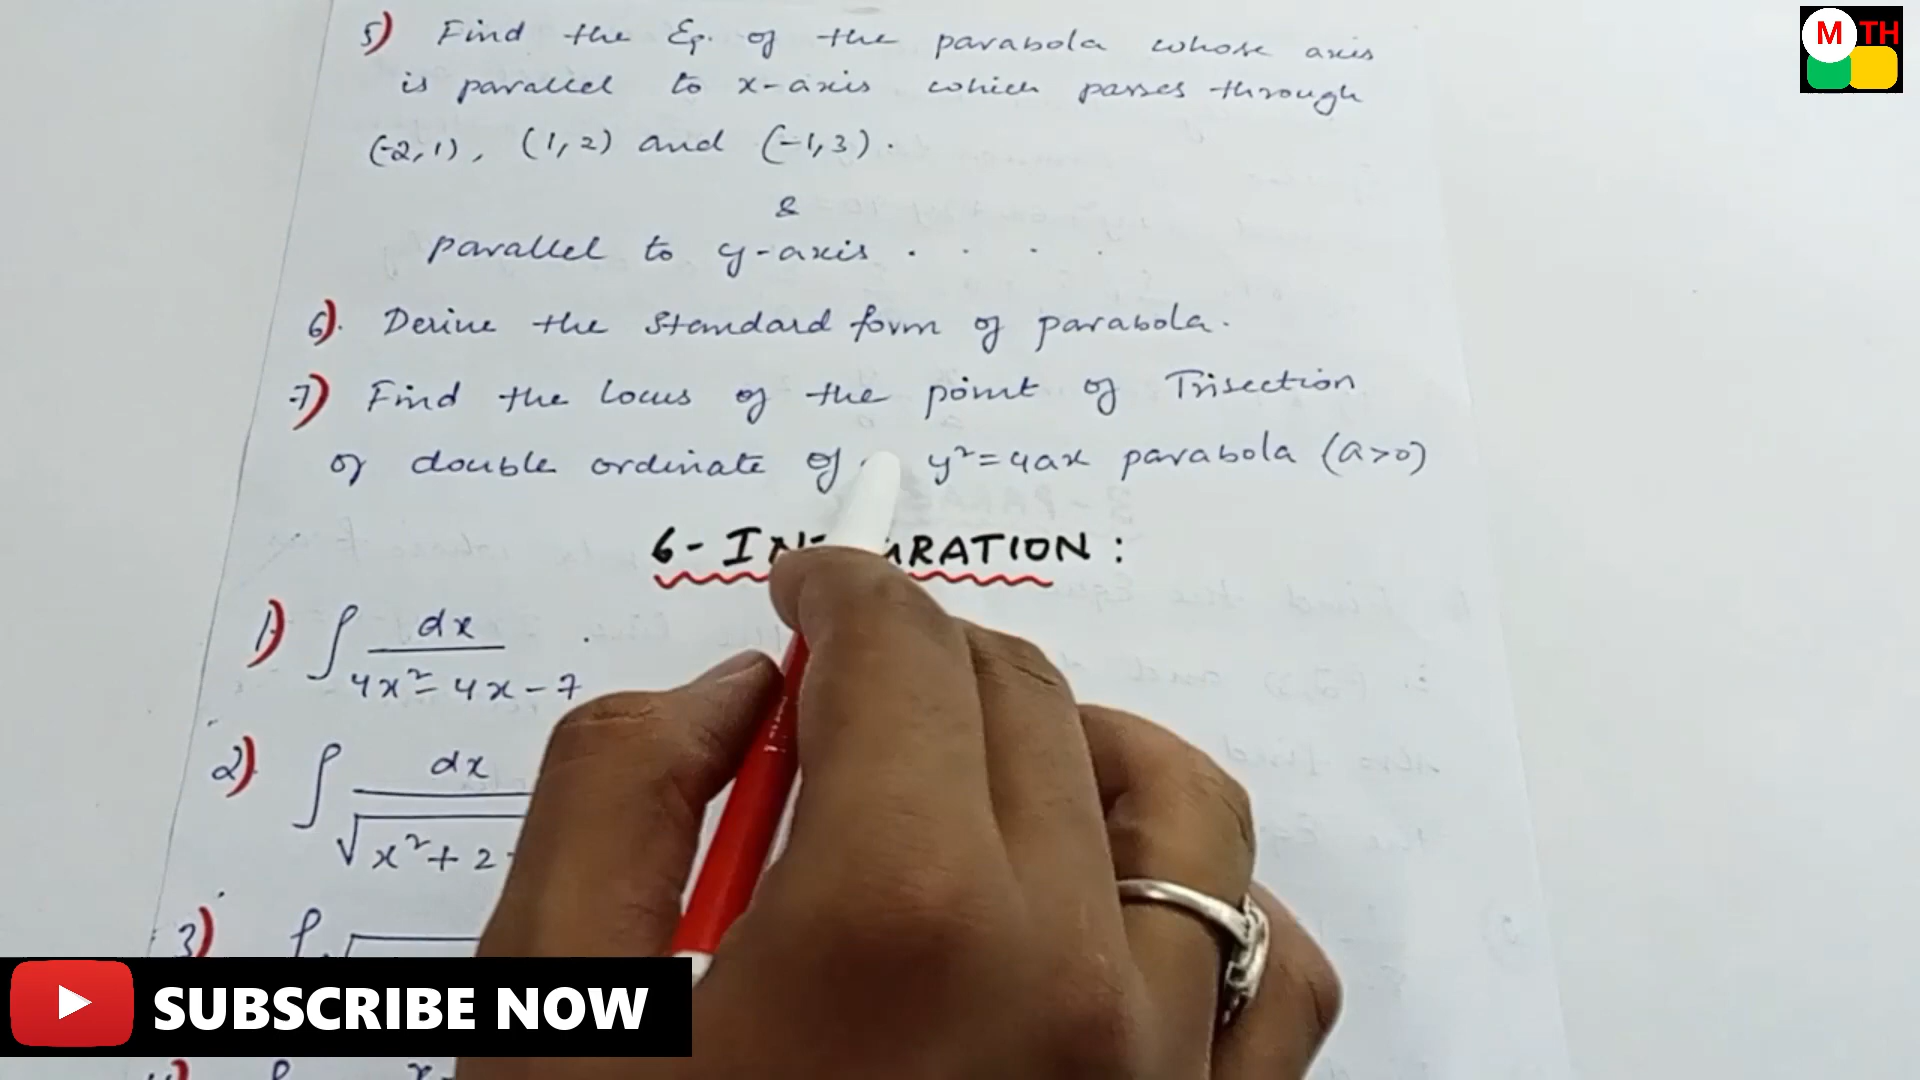 M TH
5) Find the Eq. of the parabola whose axis
is parallel to x-axis which passes through
(-2,1), (1,2) and (-1,3).
&
parallel to y-axis . . . .
6). Derive the standard form of parabola.
7) Find the locus of the point of Trisection
of double ordinate of y²=4ax parabola (a>0)
6- RATION :
1) ∫ dx
4x²-4x-7
2) ∫ dx
√x²+2
3) ∫
SUBSCRIBE NOW